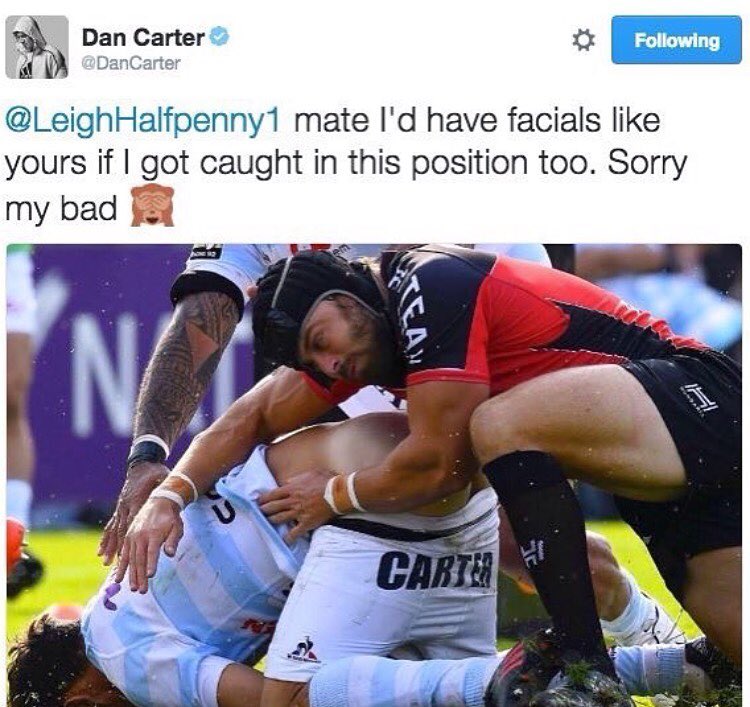 Dan Carter
@DanCarter
Following
@LeighHalfpenny1 mate I'd have facials like
yours if I got caught in this position too. Sorry
my bad 🙈
STEAV
CARTER